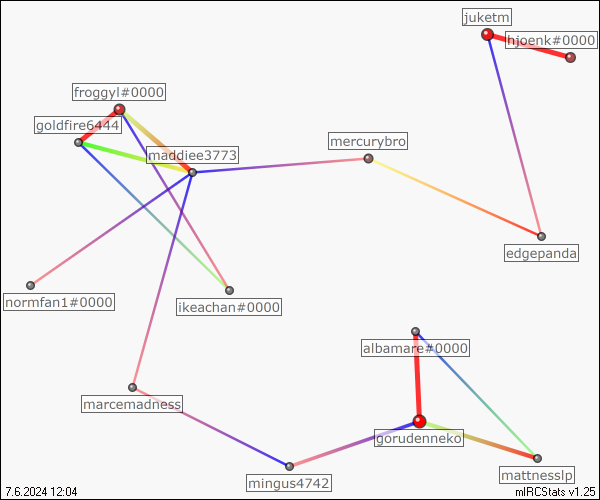 juketm
hjoenk#0000
froggyl#0000
goldfire6444
mercurybro
maddiee3773
edgepanda
normfan1#0000
ikeachan#0000
albamare#0000
marcemadness
gorudenneko
mattnesslp
mingus4742
7.6.2024 12:04
mIRCStats v1.25